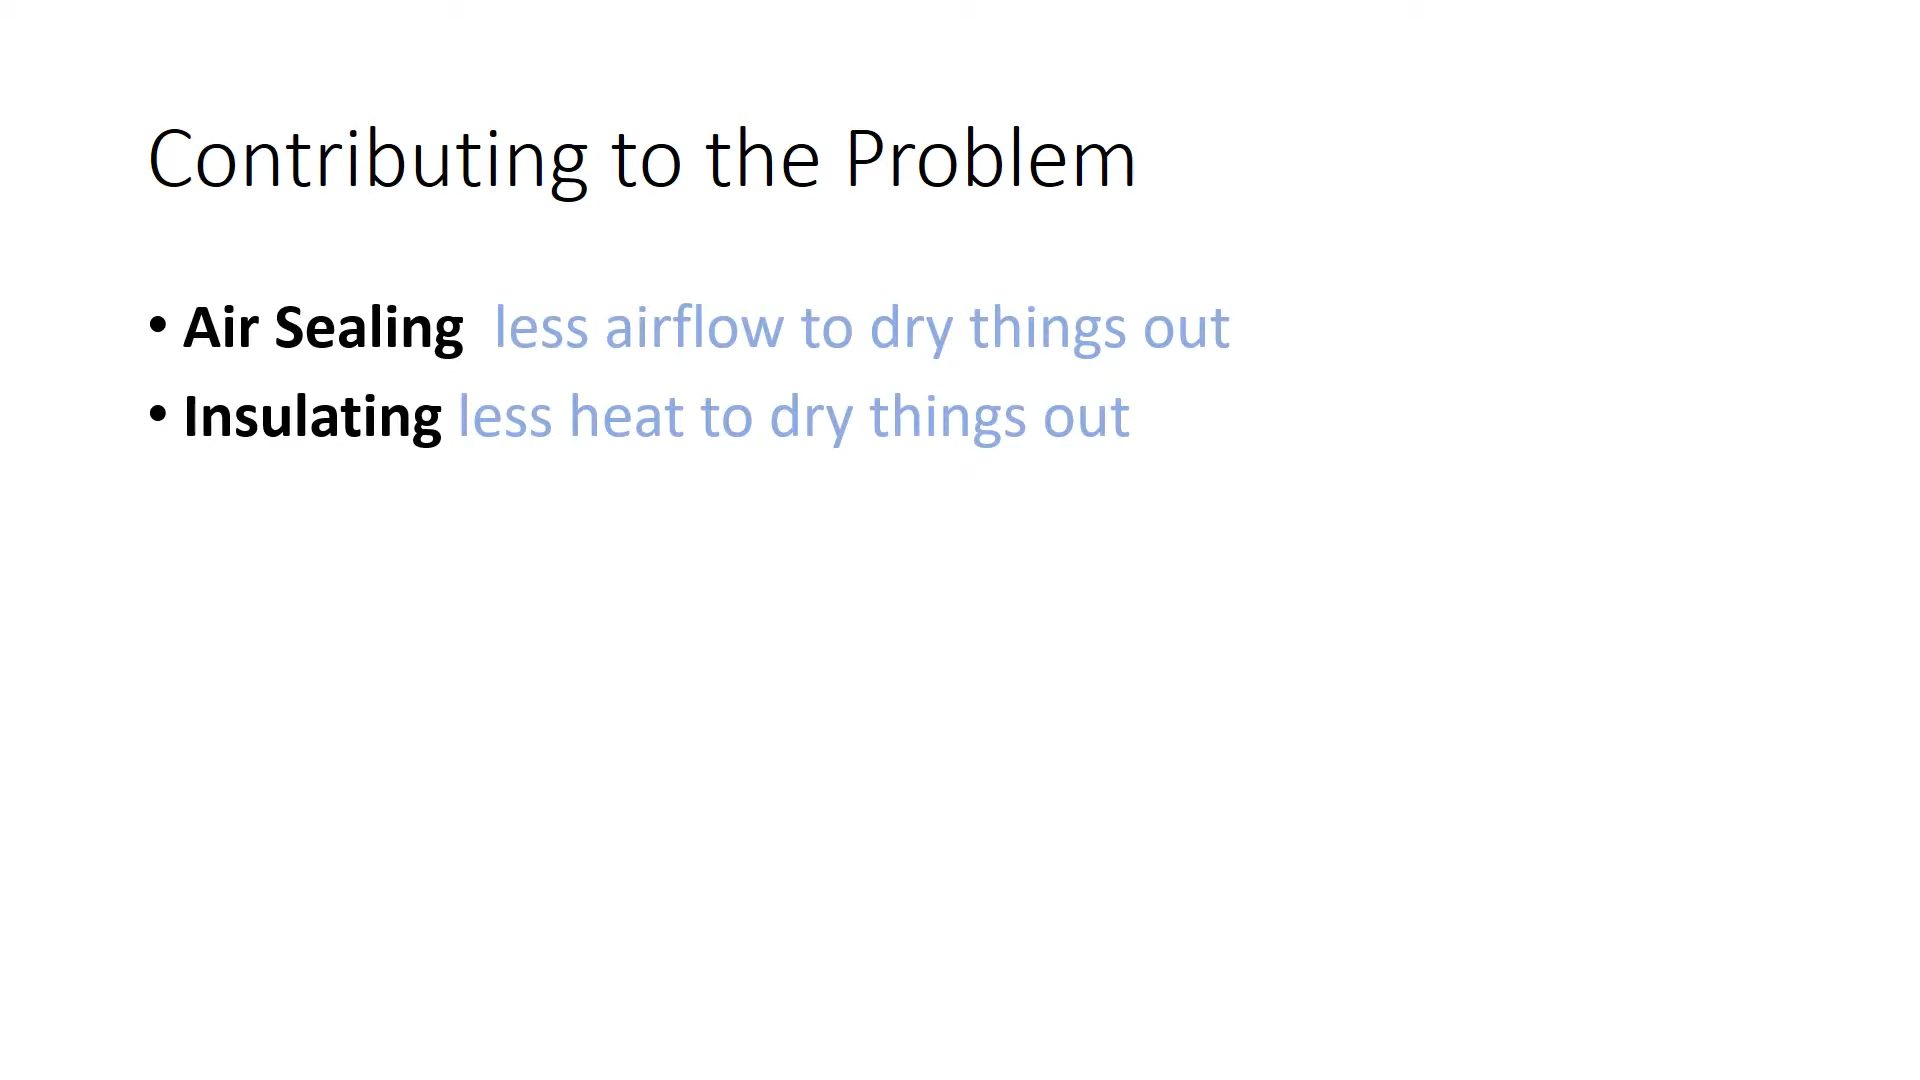 Contributing to the Problem
• Air Sealing less airflow to dry things out
• Insulating less heat to dry things out